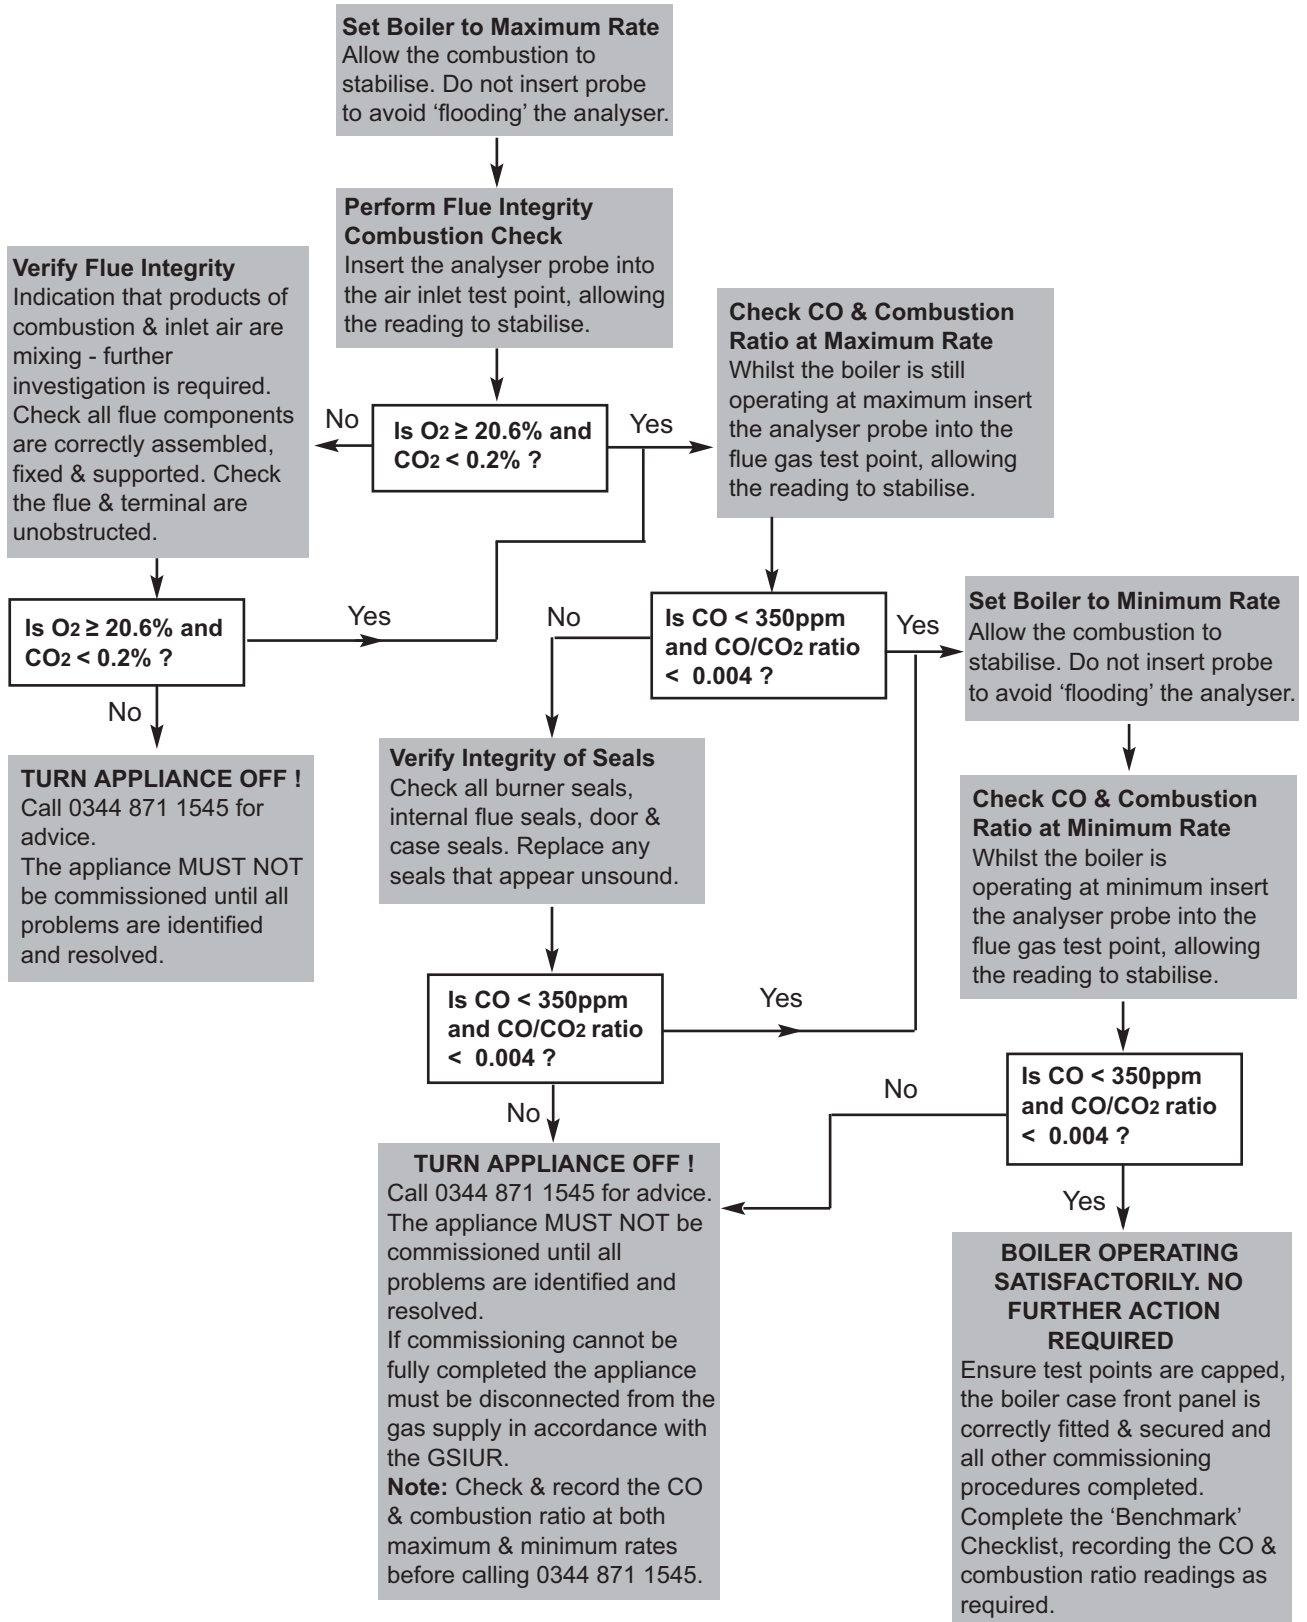 Set Boiler to Maximum Rate
Allow the combustion to
stabilise. Do not insert probe
to avoid ‘flooding’ the analyser.
Perform Flue Integrity
Combustion Check
Insert the analyser probe into
the air inlet test point, allowing
the reading to stabilise.
Verify Flue Integrity
Indication that products of
combustion & inlet air are
mixing - further
investigation is required.
Check all flue components
are correctly assembled,
fixed & supported. Check
the flue & terminal are
unobstructed.
No
Is O2 ≥ 20.6% and
CO2 < 0.2% ?
Yes
Check CO & Combustion
Ratio at Maximum Rate
Whilst the boiler is still
operating at maximum insert
the analyser probe into the
flue gas test point, allowing
the reading to stabilise.
Is O2 ≥ 20.6% and
CO2 < 0.2% ?
Yes
No
TURN APPLIANCE OFF !
Call 0344 871 1545 for
advice.
The appliance MUST NOT
be commissioned until all
problems are identified
and resolved.
No
Is CO < 350ppm
and CO/CO2 ratio
< 0.004 ?
Yes
Set Boiler to Minimum Rate
Allow the combustion to
stabilise. Do not insert probe
to avoid ‘flooding’ the analyser.
Verify Integrity of Seals
Check all burner seals,
internal flue seals, door &
case seals. Replace any
seals that appear unsound.
Check CO & Combustion
Ratio at Minimum Rate
Whilst the boiler is
operating at minimum insert
the analyser probe into the
flue gas test point, allowing
the reading to stabilise.
Is CO < 350ppm
and CO/CO2 ratio
< 0.004 ?
Yes
No
Is CO < 350ppm
and CO/CO2 ratio
< 0.004 ?
No
Yes
TURN APPLIANCE OFF !
Call 0344 871 1545 for advice.
The appliance MUST NOT be
commissioned until all
problems are identified and
resolved.
If commissioning cannot be
fully completed the appliance
must be disconnected from the
gas supply in accordance with
the GSIUR.
Note: Check & record the CO
& combustion ratio at both
maximum & minimum rates
before calling 0344 871 1545.
BOILER OPERATING
SATISFACTORILY. NO
FURTHER ACTION
REQUIRED
Ensure test points are capped,
the boiler case front panel is
correctly fitted & secured and
all other commissioning
procedures completed.
Complete the ‘Benchmark’
Checklist, recording the CO &
combustion ratio readings as
required.